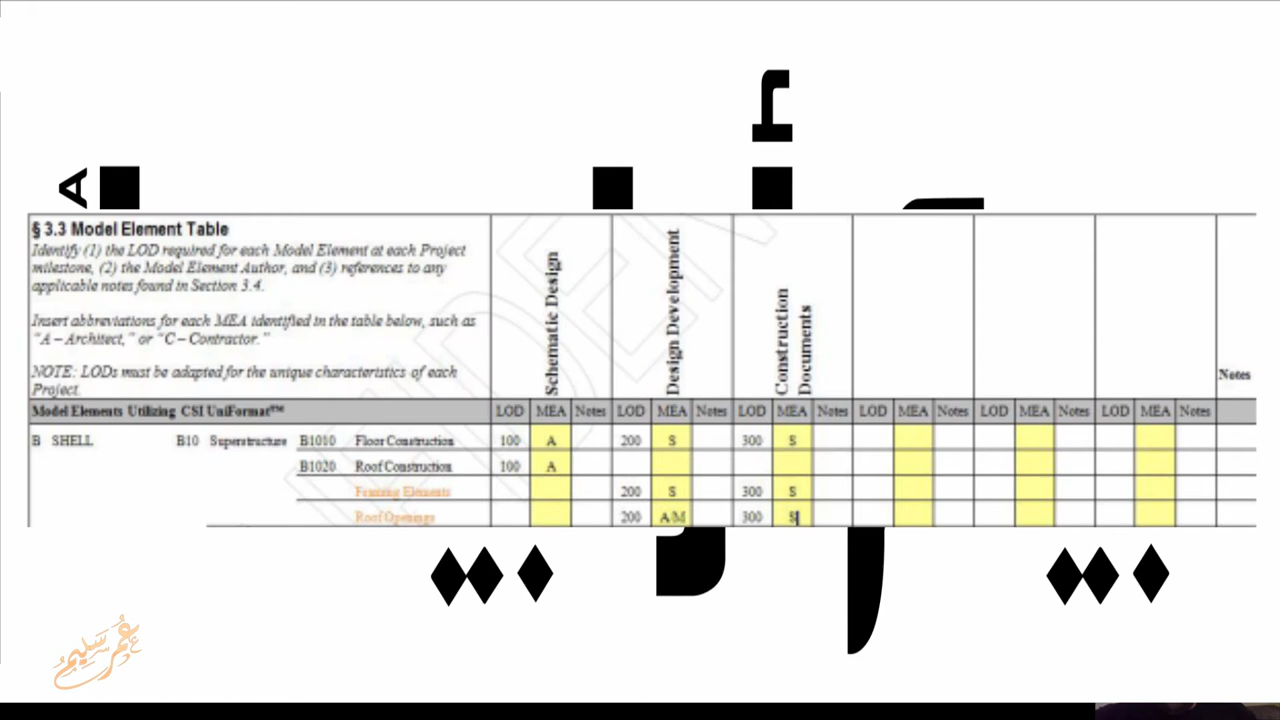 § 3.3 Model Element Table
Identify (1) the LOD required for each Model Element at each Project
milestone, (2) the Model Element Author, and (3) references to any
applicable notes found in Section 3.4.
Insert abbreviations for each MEA identified in the table below, such as
“A – Architect,” or “C – Contractor.”
NOTE: LODs must be adapted for the unique characteristics of each
Project.
Schematic Design
Design Development
Construction
Documents
Notes
Model Elements Utilizing CSI UniFormat™ LOD MEA Notes LOD MEA Notes LOD MEA Notes LOD MEA Notes LOD MEA Notes LOD MEA Notes
B SHELL B10 Superstructure B1010 Floor Construction 100 A 200 S 300 S
B1020 Roof Construction 100 A
Framing Elements 200 S 300 S
Roof Openings 200 A/M 300 S
عُمر سَليم